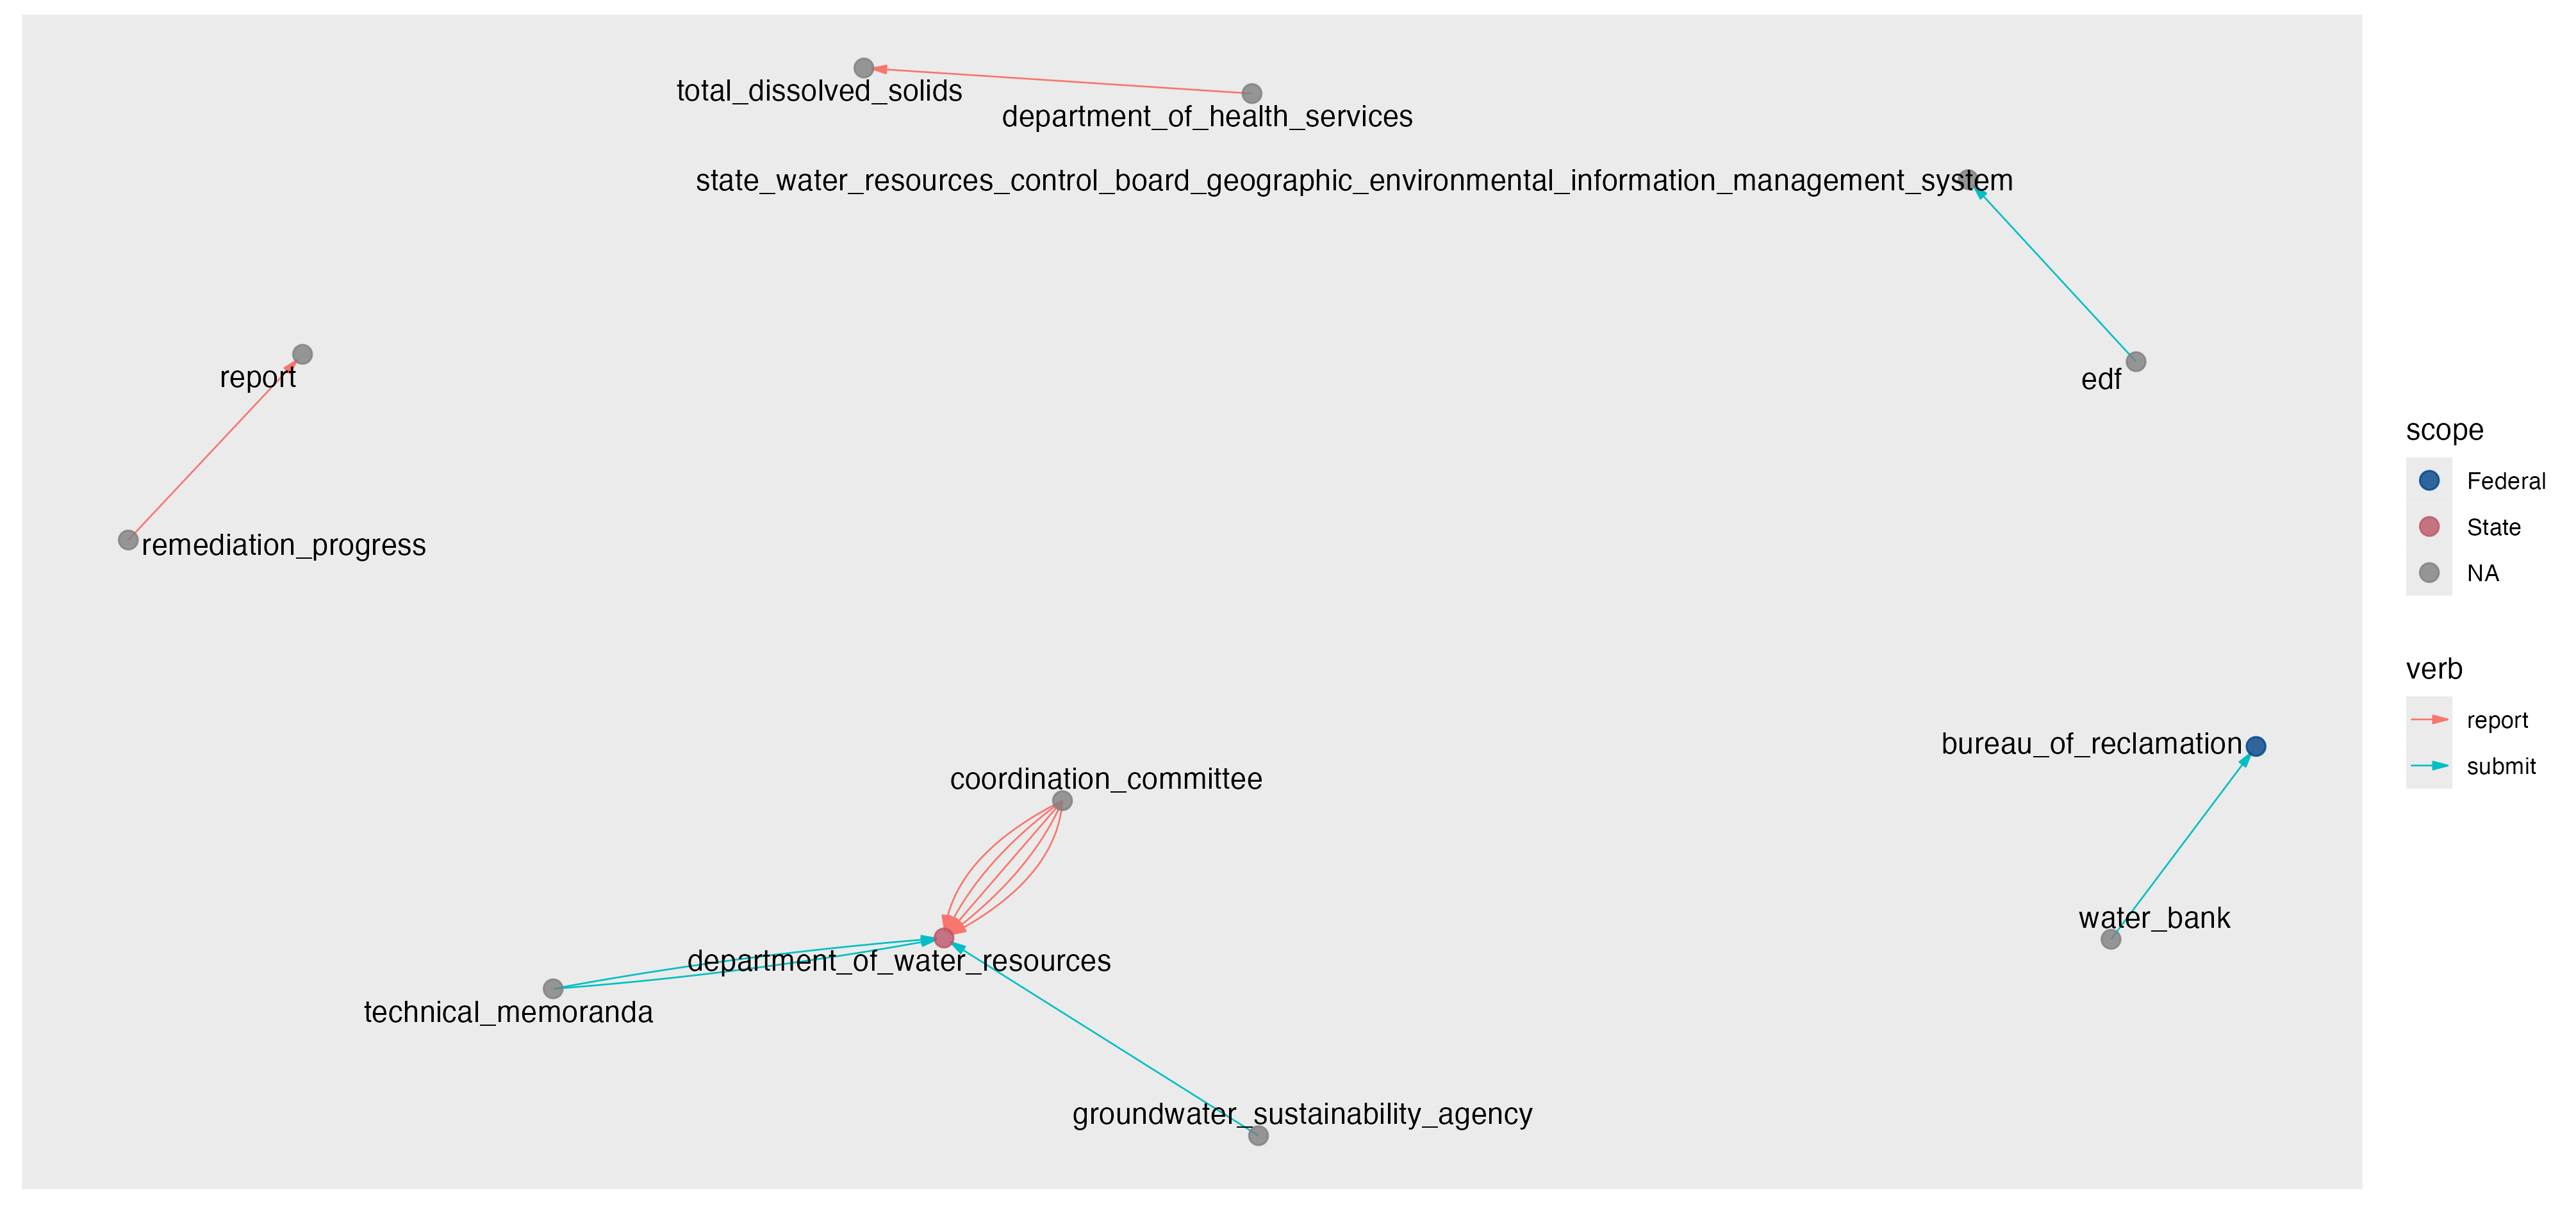 total_dissolved_solids
department_of_health_services
state_water_resources_control_board_geographic_environmental_information_management_system
report
edf
remediation_progress
bureau_of_reclamation
coordination_committee
water_bank
department_of_water_resources
technical_memoranda
groundwater_sustainability_agency
scope
Federal
State
NA
verb
report
submit